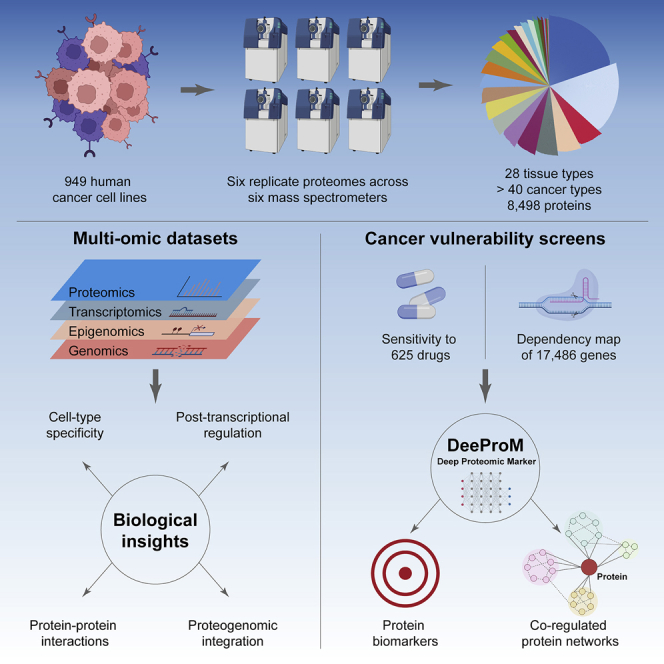 949 human
cancer cell lines
Six replicate proteomes across
six mass spectrometers
28 tissue types
> 40 cancer types
8,498 proteins
Multi-omic datasets
Proteomics
Transcriptomics
Epigenomics
Genomics
Cell-type
specificity
Post-transcriptional
regulation
Biological
insights
Protein-protein
interactions
Proteogenomic
integration
Cancer vulnerability screens
Sensitivity to
625 drugs
Dependency map
of 17,486 genes
DeeProM
Deep Proteomic Marker
Protein
biomarkers
Protein
Co-regulated
protein networks